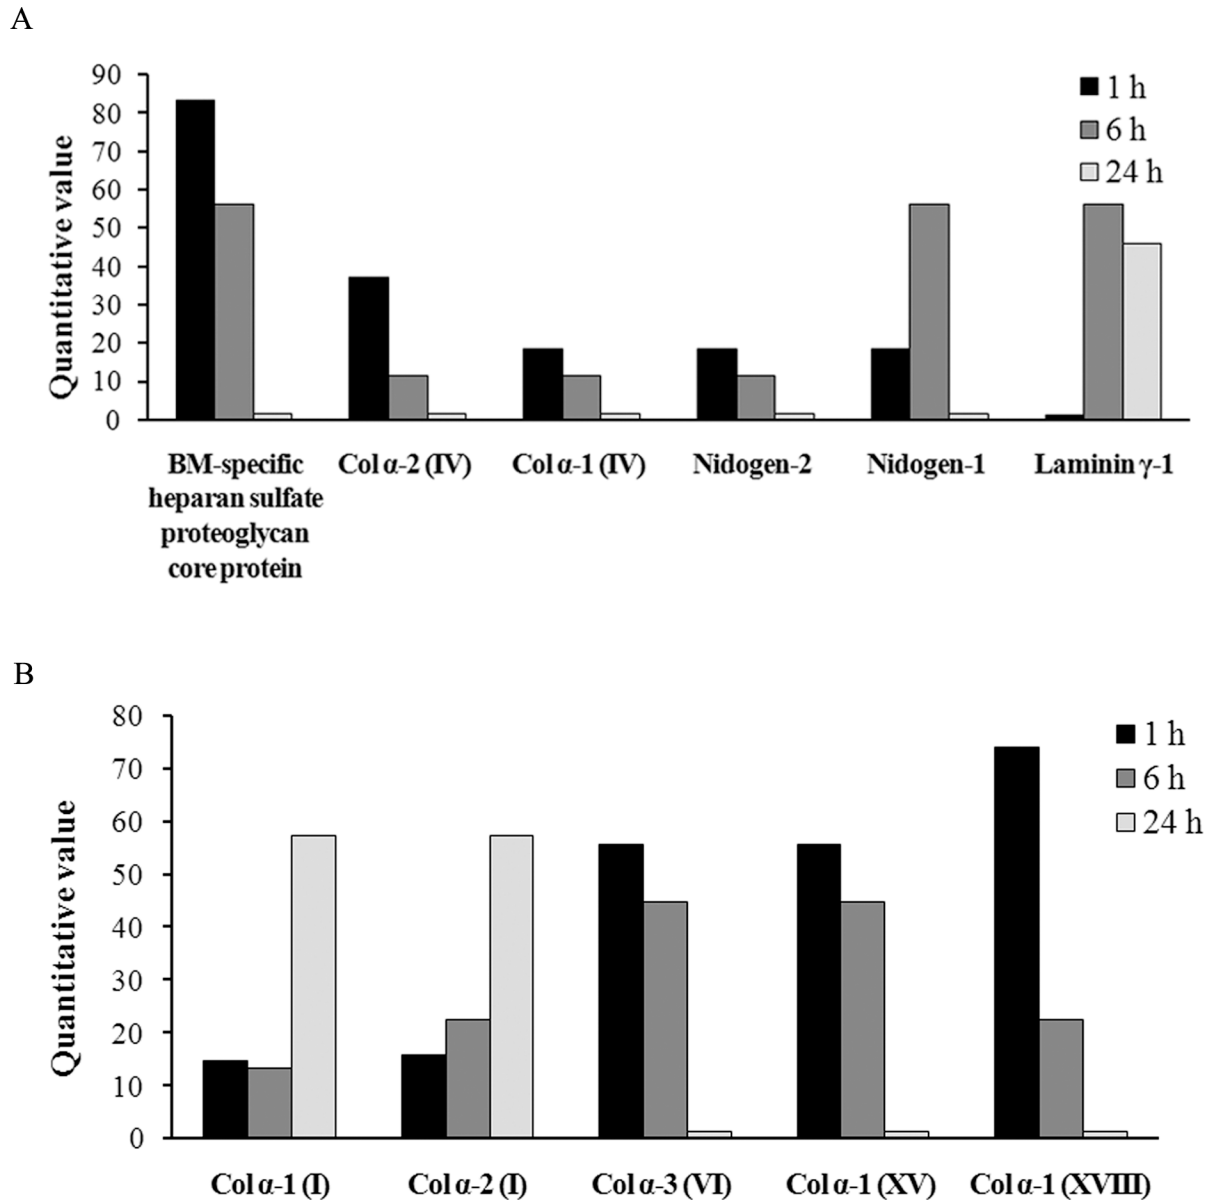 A
90
80
70
60
50
40
30
20
10
0
Quantitative value
1 h
6 h
24 h
BM-specific
heparan sulfate
proteoglycan
core protein
Col α-2 (IV)
Col α-1 (IV)
Nidogen-2
Nidogen-1
Laminin γ-1
B
80
70
60
50
40
30
20
10
0
Quantitative value
1 h
6 h
24 h
Col α-1 (I)
Col α-2 (I)
Col α-3 (VI)
Col α-1 (XV)
Col α-1 (XVIII)